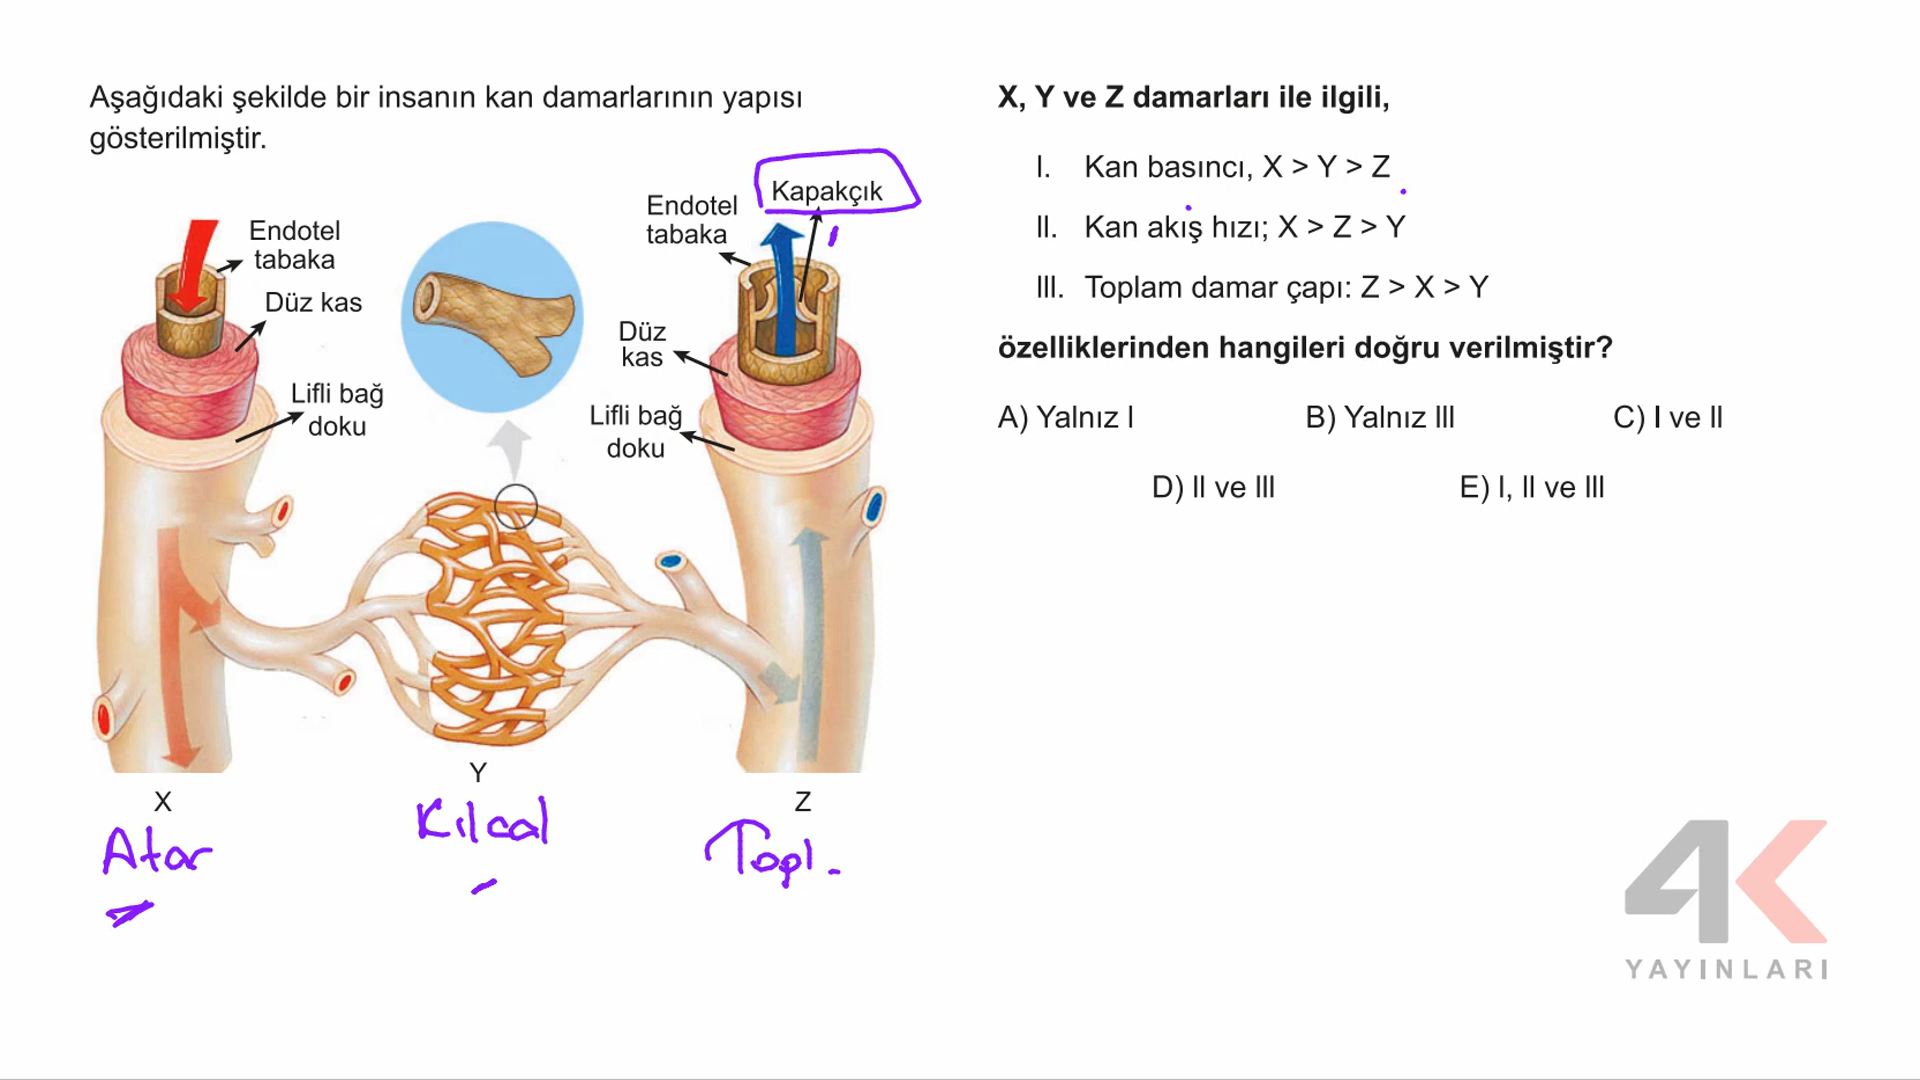 Aşağıdaki şekilde bir insanın kan damarlarının yapısı
gösterilmiştir.
Endotel
tabaka
Düz kas
Lifli bağ
doku
Endotel
tabaka
Kapakçık
Düz
kas
Lifli bağ
doku
X
Y
Z
Atar
Kılcal
Topl.
X, Y ve Z damarları ile ilgili,
I. Kan basıncı, X > Y > Z
II. Kan akış hızı; X > Z > Y
III. Toplam damar çapı: Z > X > Y
özelliklerinden hangileri doğru verilmiştir?
A) Yalnız I B) Yalnız III C) I ve II
D) II ve III E) I, II ve III
4K
YAYINLARI